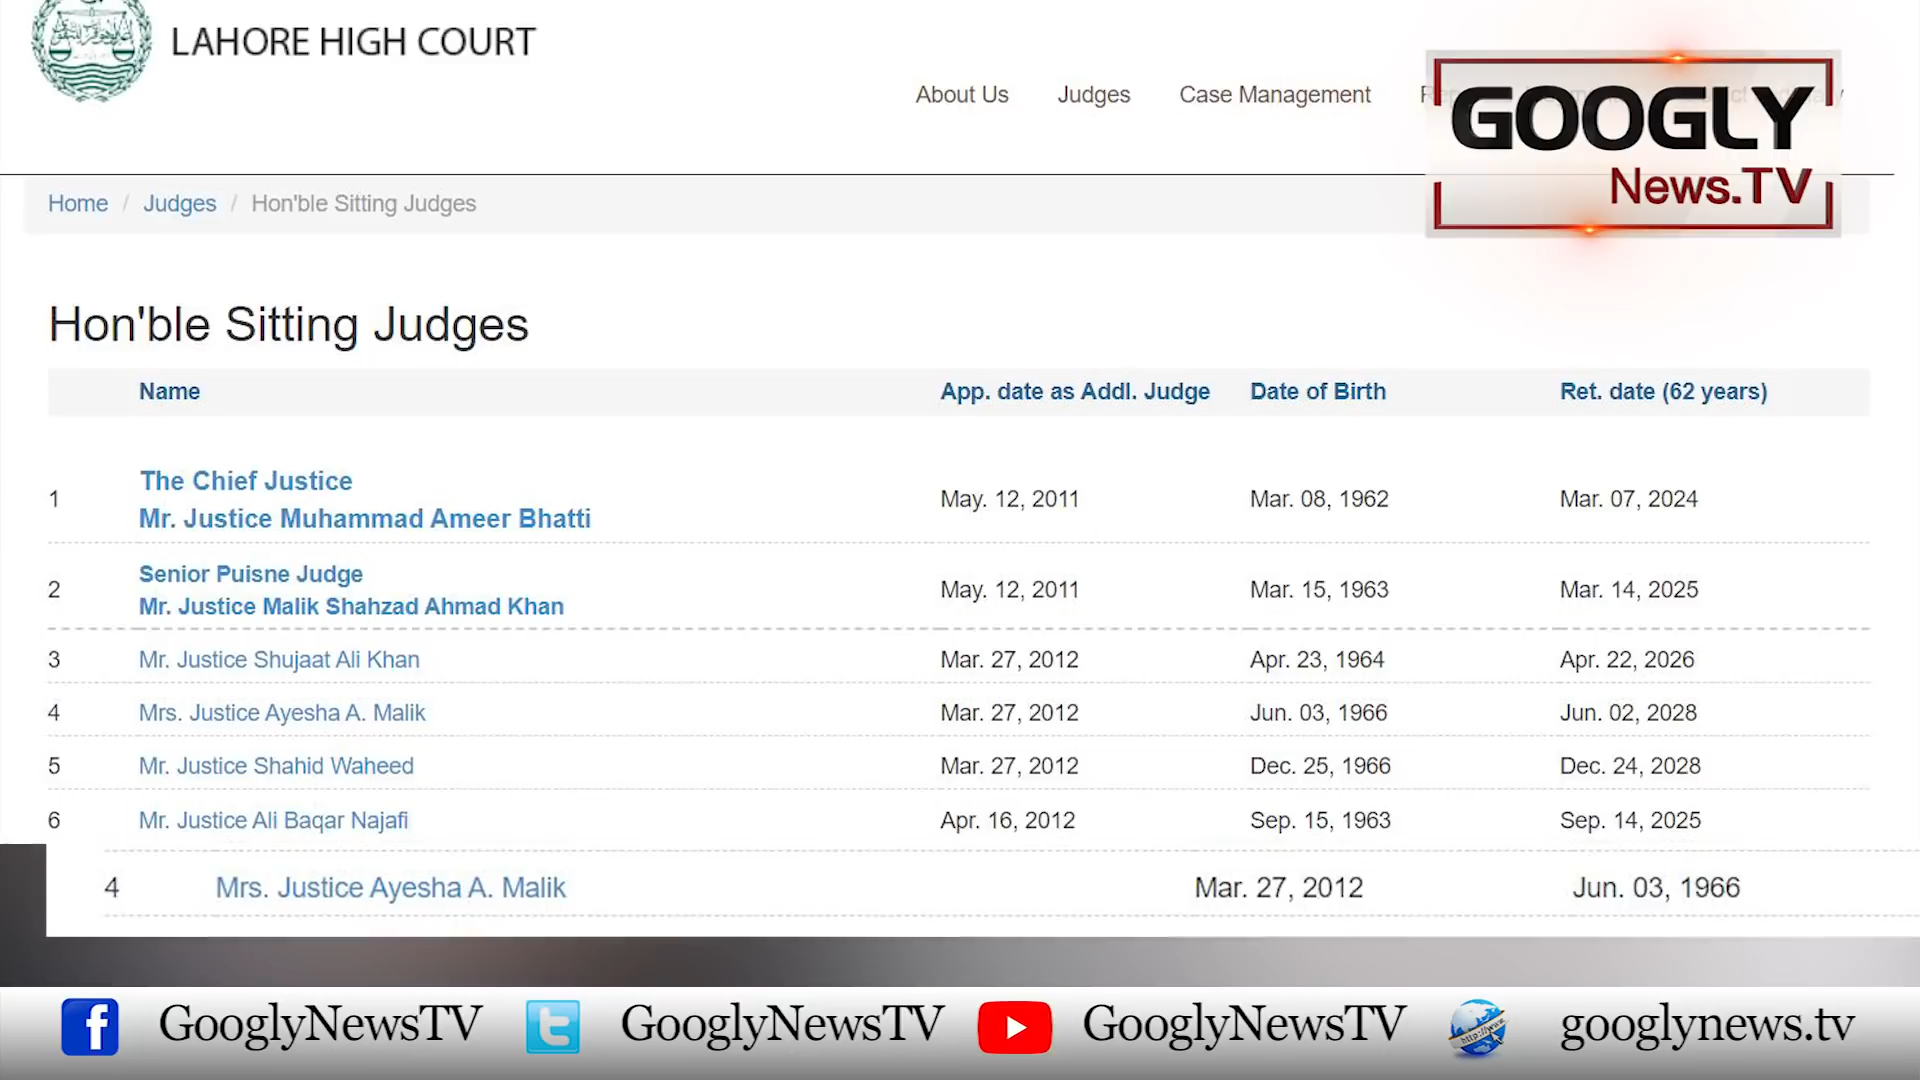 LAHORE HIGH COURT
About Us Judges Case Management
GOOGLY
News.TV
Home / Judges / Hon'ble Sitting Judges
Hon'ble Sitting Judges
Name App. date as Addl. Judge Date of Birth Ret. date (62 years)
The Chief Justice
1 Mr. Justice Muhammad Ameer Bhatti May. 12, 2011 Mar. 08, 1962 Mar. 07, 2024
Senior Puisne Judge
2 Mr. Justice Malik Shahzad Ahmad Khan May. 12, 2011 Mar. 15, 1963 Mar. 14, 2025
3 Mr. Justice Shujaat Ali Khan Mar. 27, 2012 Apr. 23, 1964 Apr. 22, 2026
4 Mrs. Justice Ayesha A. Malik Mar. 27, 2012 Jun. 03, 1966 Jun. 02, 2028
5 Mr. Justice Shahid Waheed Mar. 27, 2012 Dec. 25, 1966 Dec. 24, 2028
6 Mr. Justice Ali Baqar Najafi Apr. 16, 2012 Sep. 15, 1963 Sep. 14, 2025
4 Mrs. Justice Ayesha A. Malik Mar. 27, 2012 Jun. 03, 1966
GooglyNewsTV GooglyNewsTV GooglyNewsTV googlynews.tv